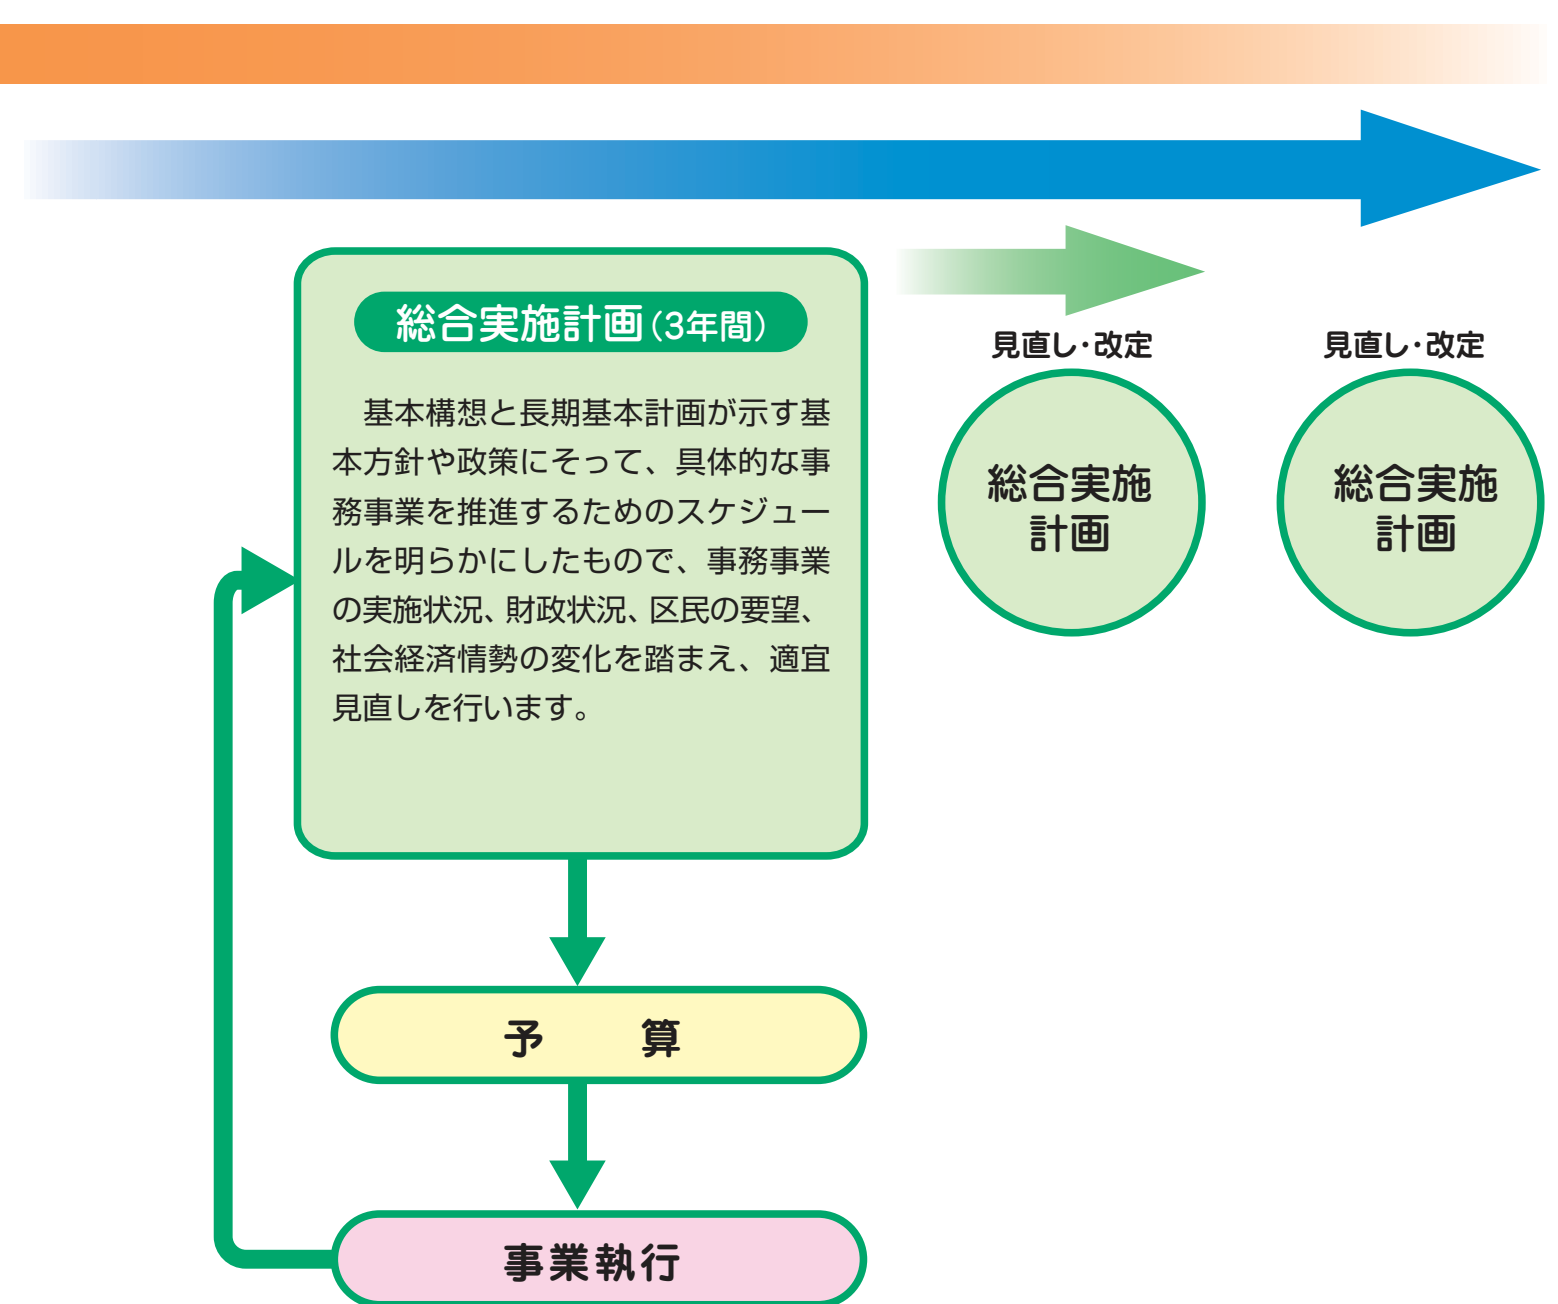 総合実施計画(3年間)
基本構想と長期基本計画が示す基
本方針や政策にそって、具体的な事
務事業を推進するためのスケジュー
ルを明らかにしたもので、事務事業
の実施状況、財政状況、区民の要望、
社会経済情勢の変化を踏まえ、適宜
見直しを行います。
見直し・改定
総合実施
計画
見直し・改定
総合実施
計画
予　算
事業執行